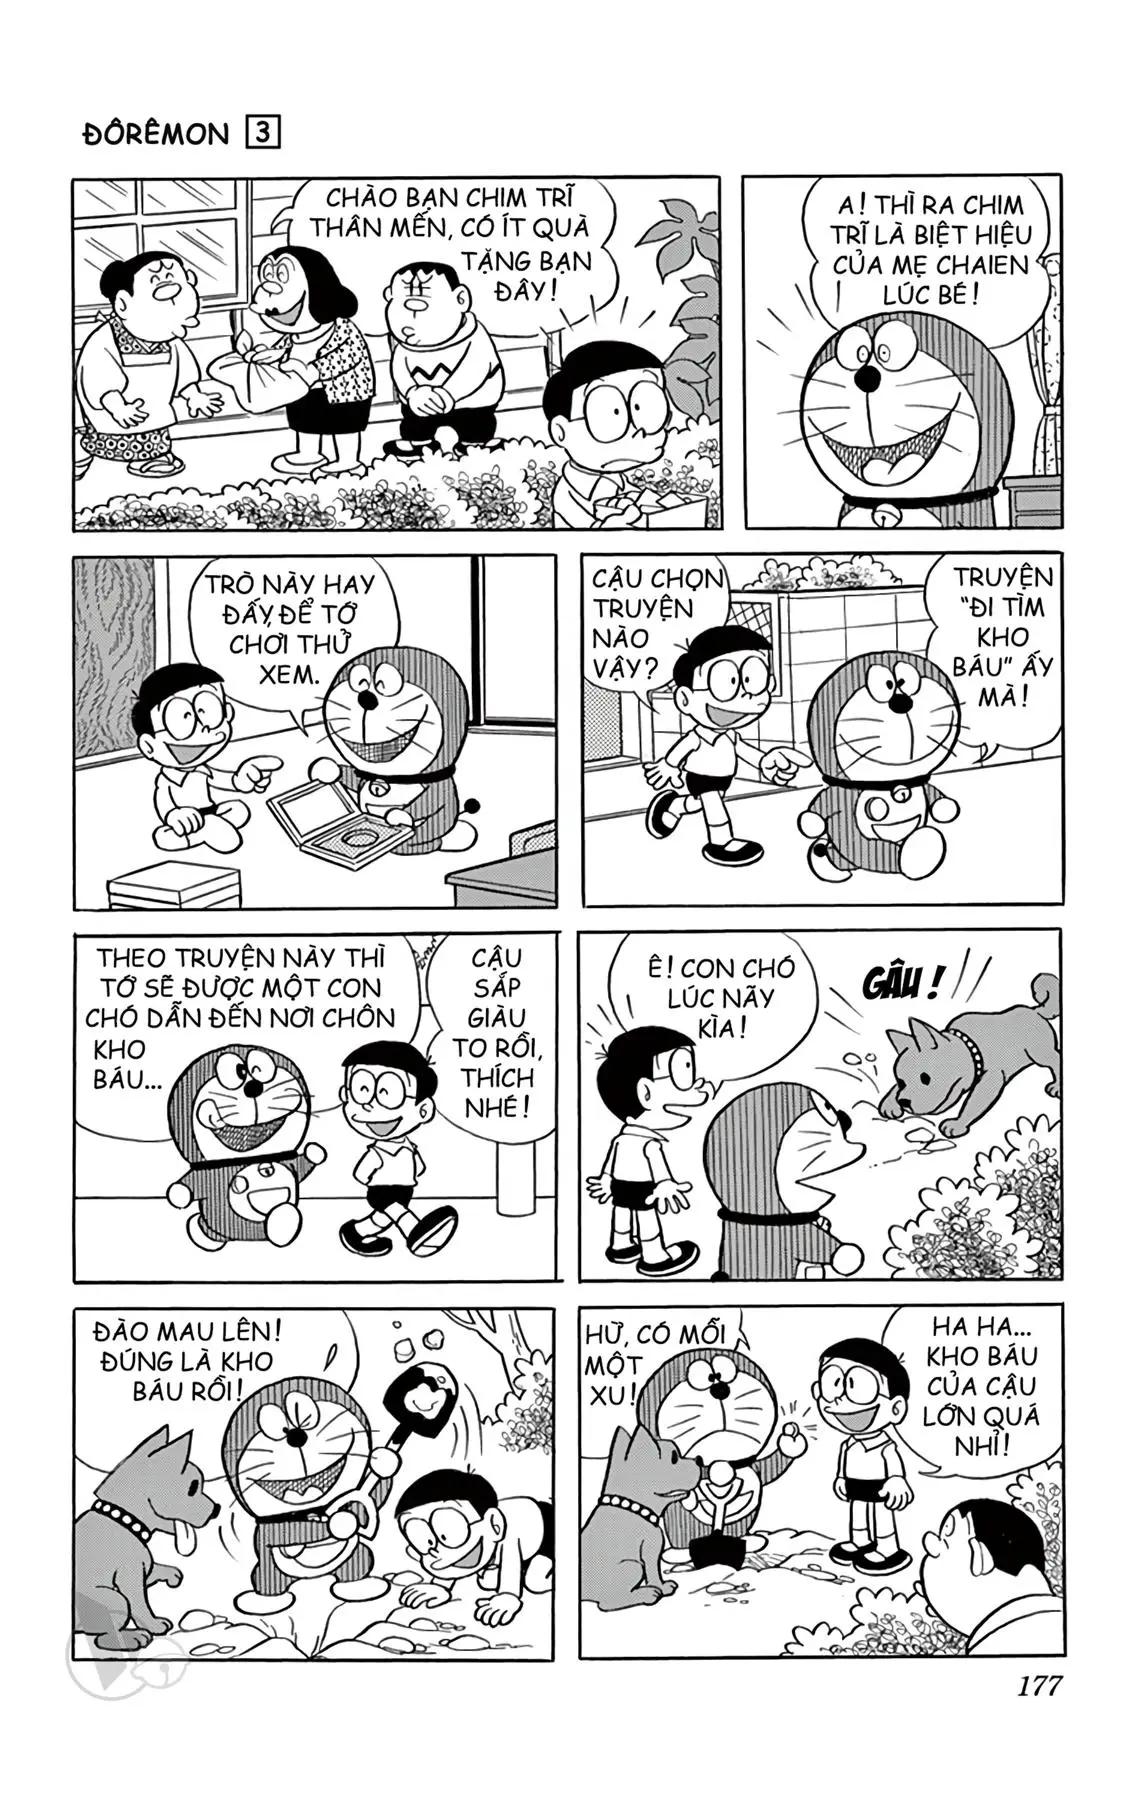 ĐÔRÊMON 3
CHÀO BẠN CHIM TRĨ
THÂN MẾN, CÓ ÍT QUÀ
TẶNG BẠN
ĐÂY!
A! THÌ RA CHIM
TRĨ LÀ BIỆT HIỆU
CỦA MẸ CHAIEN
LÚC BÉ!
TRÒ NÀY HAY
ĐẤY, ĐỂ TỚ
CHƠI THỬ
XEM.
CẬU CHỌN
TRUYỆN
NÀO
VẬY?
TRUYỆN
"ĐI TÌM
KHO
BÁU" ẤY
MÀ!
THEO TRUYỆN NÀY THÌ
TỚ SẼ ĐƯỢC MỘT CON
CHÓ DẪN ĐẾN NƠI CHÔN
KHO
BÁU...
CẬU
SẮP
GIÀU
TO RỒI,
THÍCH
NHÉ!
Ê! CON CHÓ
LÚC NÃY
KÌA!
GÂU!
ĐÀO MAU LÊN!
ĐÚNG LÀ KHO
BÁU RỒI!
HỪ, CÓ MỖI
MỘT
XU!
HA HA...
KHO BÁU
CỦA CẬU
LỚN QUÁ
NHỈ!
177